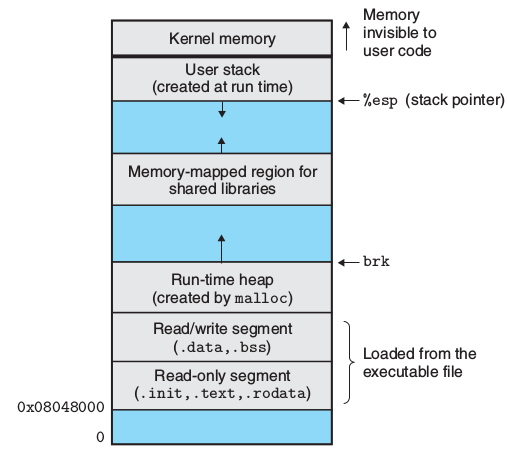 Memory
invisible to
user code
Kernel memory
User stack
(created at run time)
%esp (stack pointer)
Memory-mapped region for
shared libraries
brk
Run-time heap
(created by malloc)
Read/write segment
(.data,.bss)
Loaded from the
executable file
Read-only segment
(.init,.text,.rodata)
0x08048000
0